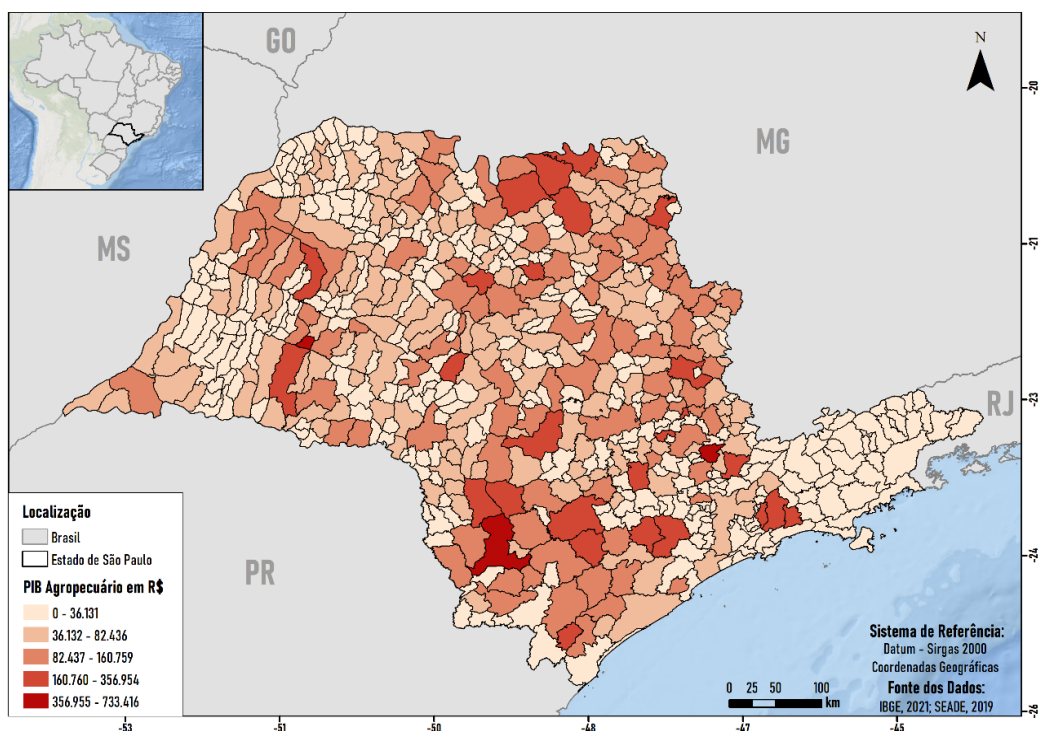 GO
N
MG
MS
RJ
PR
-20
-21
-23
-24
-26
-53
-51
-50
-48
-47
-45
Localização
Brasil
Estado de São Paulo
PIB Agropecuário em R$
0 - 36.131
36.132 - 82.436
82.437 - 160.759
160.760 - 356.954
356.955 - 733.416
0 25 50 100
km
Sistema de Referência:
Datum - Sirgas 2000
Coordenadas Geográficas
Fonte dos Dados:
IBGE, 2021; SEADE, 2019